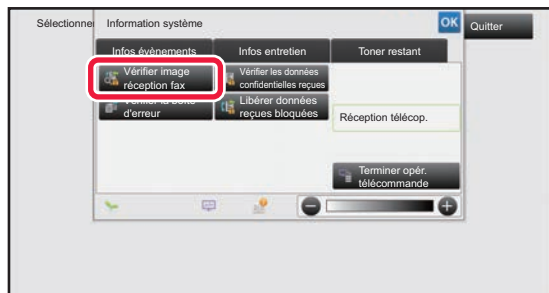 Sélectionne
Information système
OK
Quitter
Infos évènements
Infos entretien
Toner restant
Vérifier image
réception fax
Vérifier les données
confidentielles reçues
d'erreur
Libérer données
reçues bloquées
Réception télécop.
Terminer opér.
télécommande